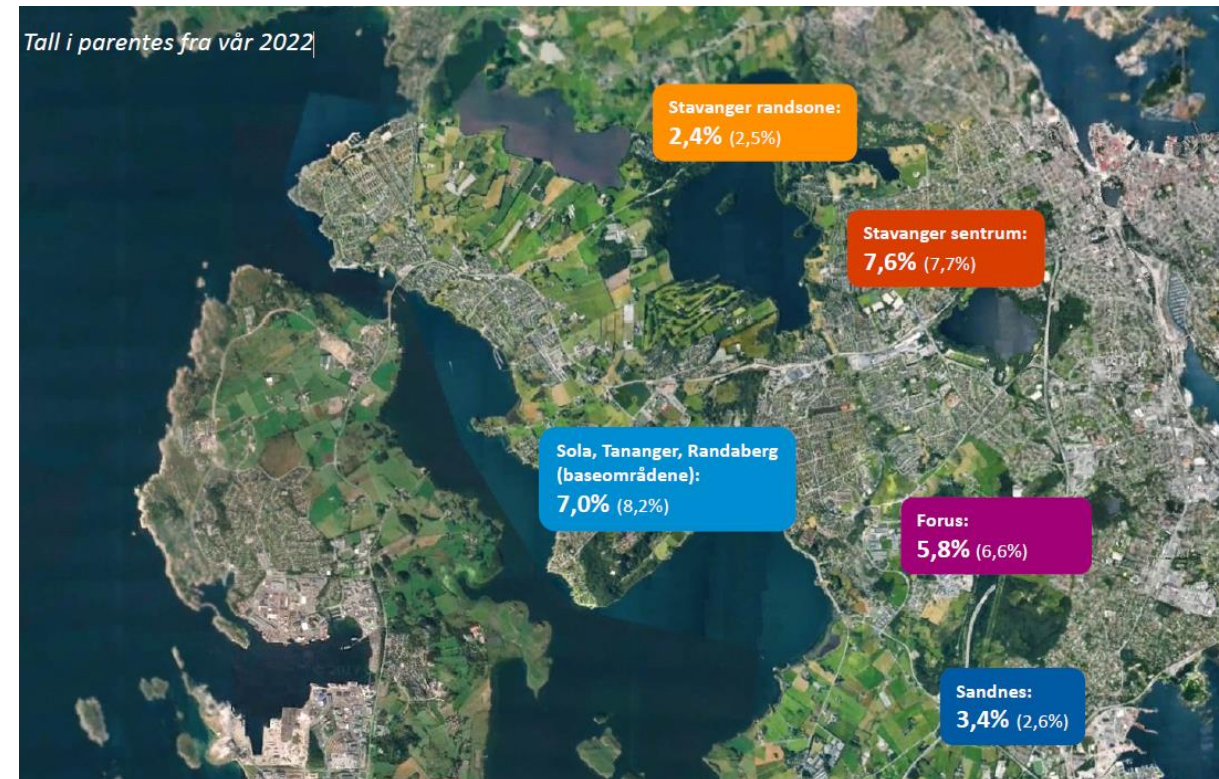 Tall i parentes fra vår 2022
Stavanger randsone:
2,4% (2,5%)
Stavanger sentrum:
7,6% (7,7%)
Sola, Tananger, Randaberg
(baseområdene):
7,0% (8,2%)
Forus:
5,8% (6,6%)
Sandnes:
3,4% (2,6%)